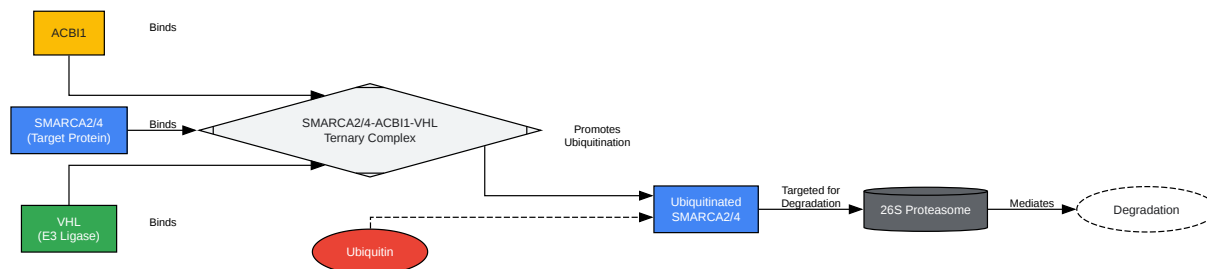 ACBI1
Binds
SMARCA2/4
(Target Protein)
Binds
SMARCA2/4-ACBI1-VHL
Ternary Complex
Promotes
Ubiquitination
VHL
(E3 Ligase)
Binds
Ubiquitin
Ubiquitinated
SMARCA2/4
Targeted for
Degradation
26S Proteasome
Mediates
Degradation